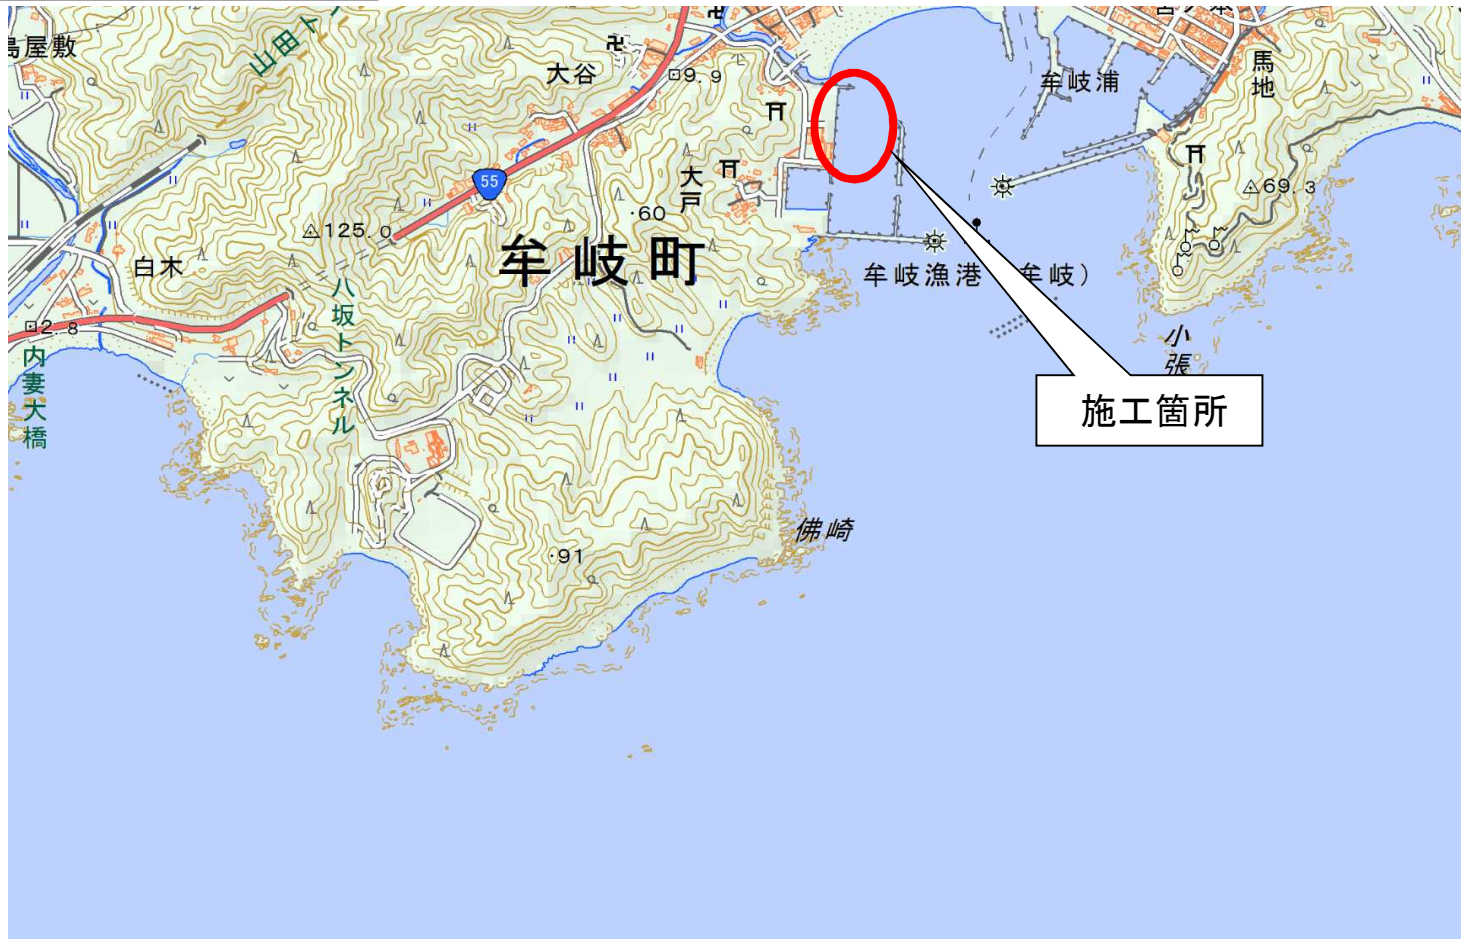 島屋敷
山田ト
大谷
9.9
牟岐浦
馬地
55
大戸
69.3
60
125.0
牟岐町
白木
牟岐漁港
牟岐）
八坂トンネル
2.8
内妻大橋
小張
施工箇所
佛崎
91